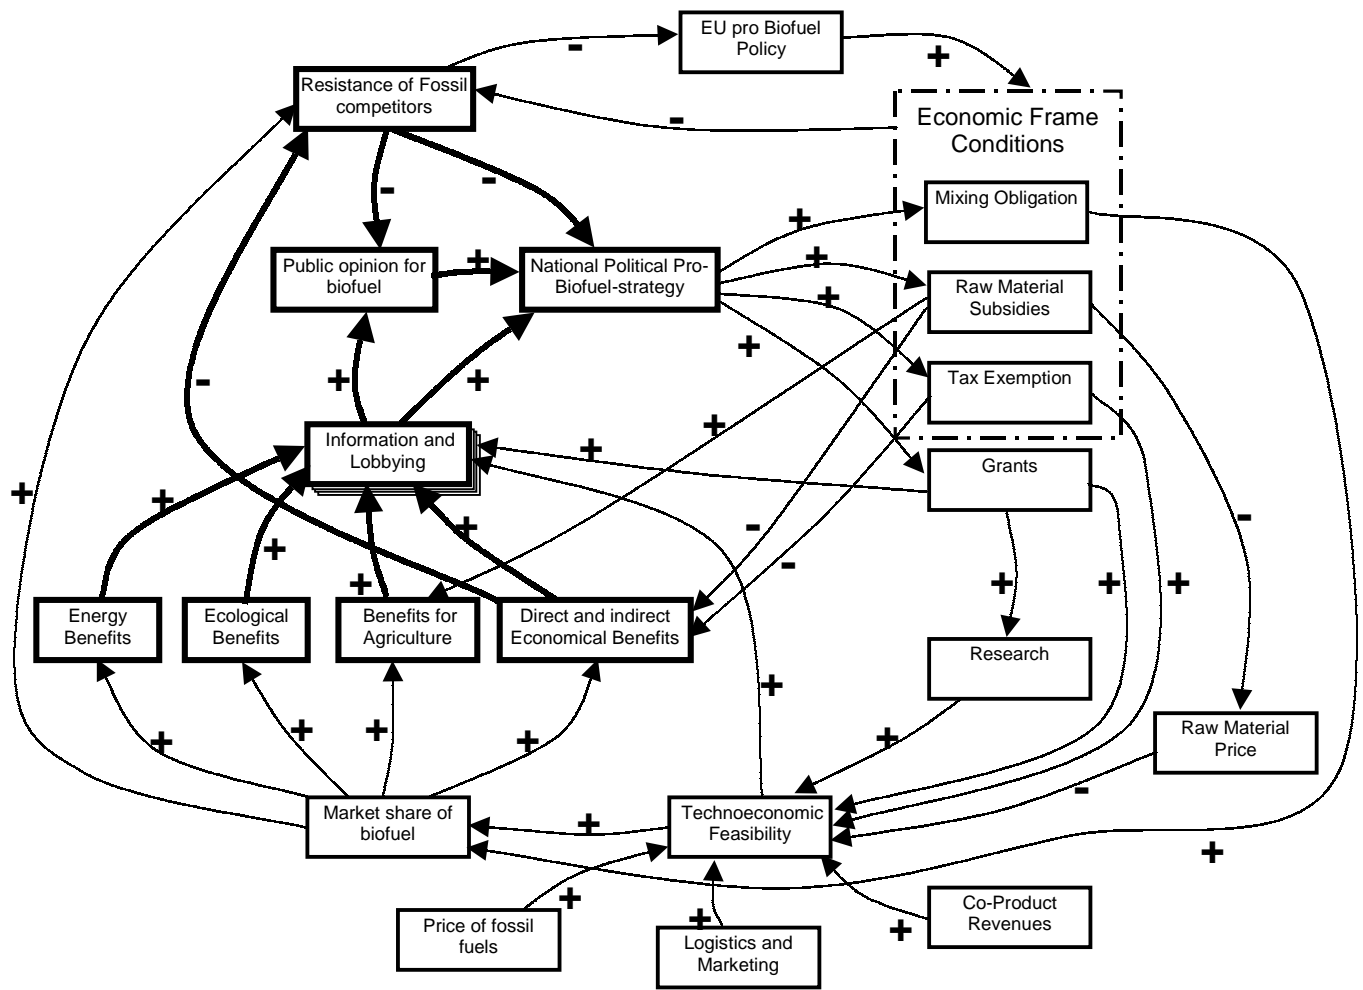 EU pro Biofuel
Policy
-
+
Resistance of Fossil
competitors
-
Economic Frame
Conditions
-
-
Mixing Obligation
+
Public opinion for
biofuel
+
National Political Pro-
Biofuel-strategy
+
+
Raw Material
Subsidies
+
-
+
+
Tax Exemption
+
Information and
Lobbying
+
+
Grants
+
+
+
-
-
+
-
+
+
+
+
Energy
Benefits
Ecological
Benefits
Benefits for
Agriculture
Direct and indirect
Economical Benefits
Research
+
+
+
+
+
+
Raw Material
Price
-
Market share of
biofuel
+
Technoeconomic
Feasibility
+
+
Price of fossil
fuels
+
Logistics and
Marketing
+
Co-Product
Revenues